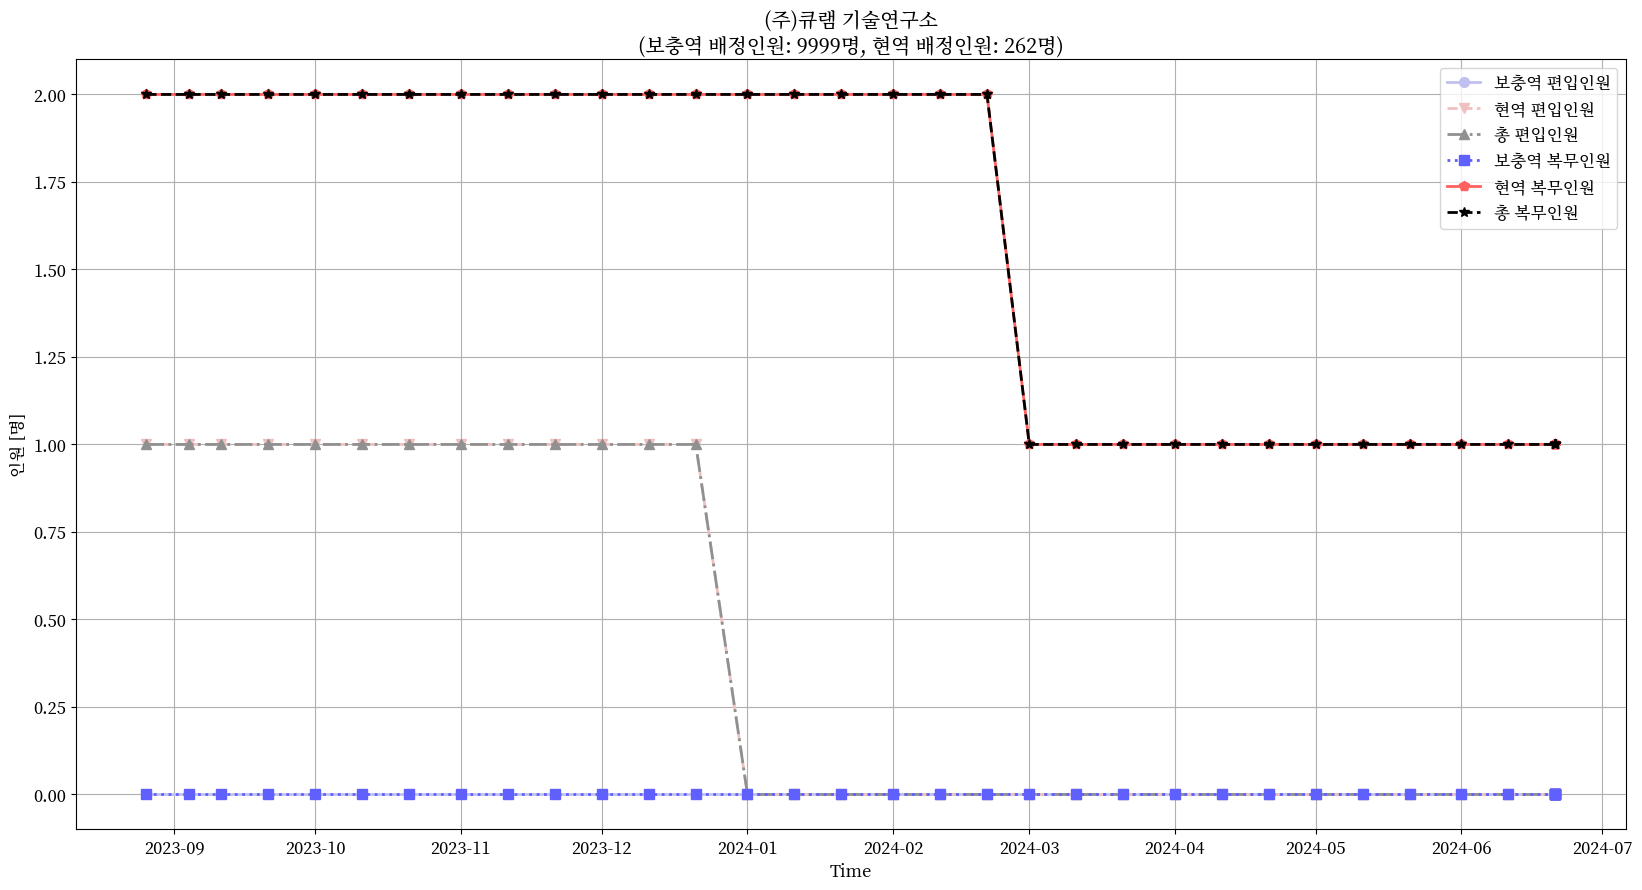 (주)큐램 기술연구소
(보충역 배정인원: 9999명, 현역 배정인원: 262명)
보충역 편입인원
현역 편입인원
총 편입인원
보충역 복무인원
현역 복무인원
총 복무인원
2.00
1.75
1.50
1.25
1.00
0.75
0.50
0.25
0.00
인원 [명]
2023-09 2023-10 2023-11 2023-12 2024-01 2024-02 2024-03 2024-04 2024-05 2024-06 2024-07
Time